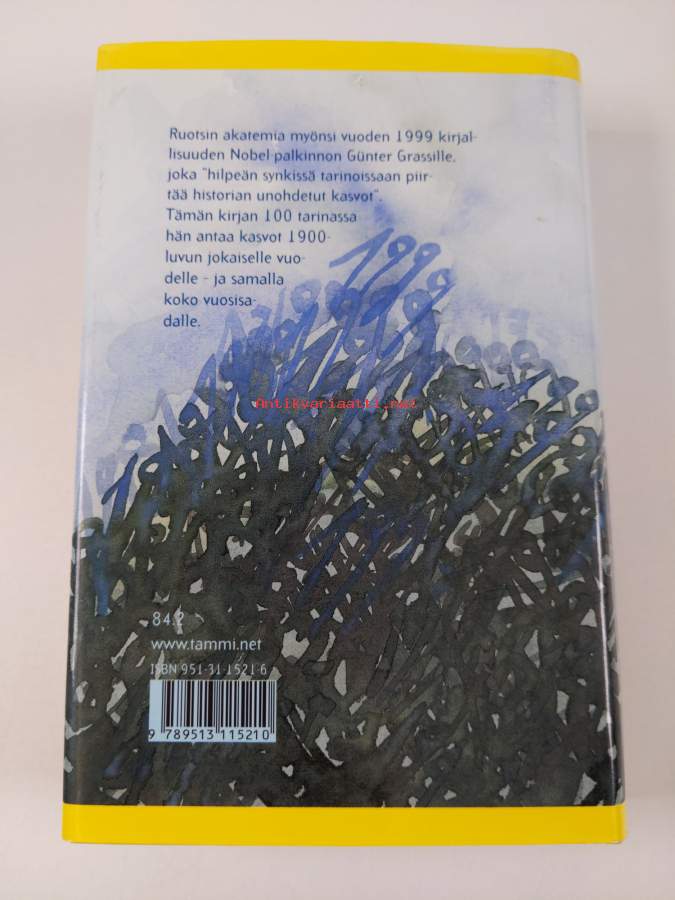 Ruotsin akatemia myönsi vuoden 1999 kirjal-
lisuuden Nobel-palkinnon Günter Grassille,
joka "hilpeän synkissä tarinoissaan piir-
tää historian unohdetut kasvot".
Tämän kirjan 100 tarinassa
hän antaa kasvot 1900-
luvun jokaiselle vuo-
delle - ja samalla
koko vuosisa-
dalle.
199
Antikvariaatti.net
84.2
www.tammi.net
ISBN 951-31-1521-6
9 789513 115210